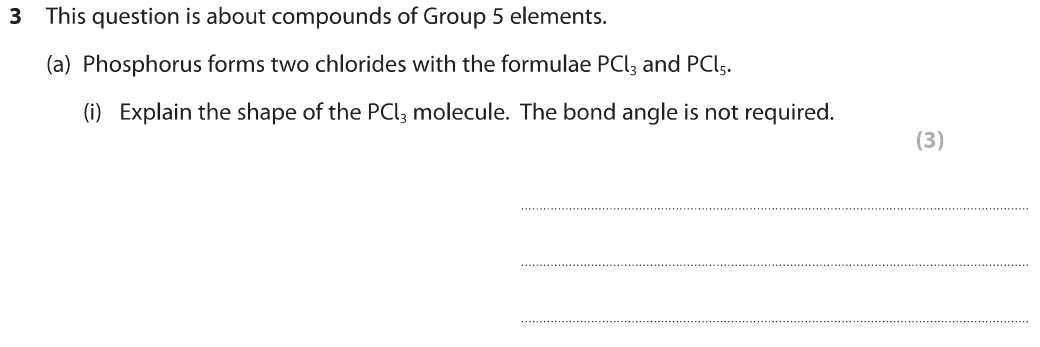 3 This question is about compounds of Group 5 elements.
(a) Phosphorus forms two chlorides with the formulae PCl₃ and PCl₅.
(i) Explain the shape of the PCl₃ molecule. The bond angle is not required.
(3)